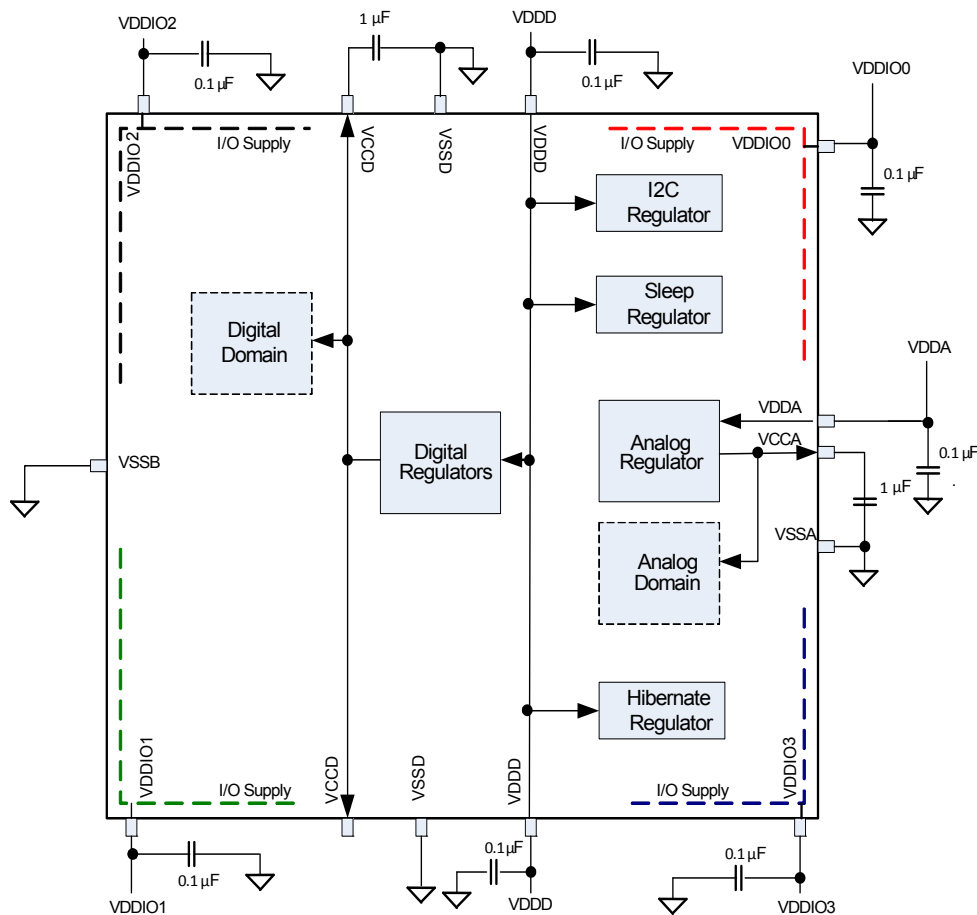 VDDIO2
1 µF
VDDD
0.1 µF
0.1 µF
VDDIO0
0.1 µF
VDDIO2
I/O Supply
VCCD
VSSD
VDDD
I/O Supply
VDDIO0
I2C
Regulator
Sleep
Regulator
Digital
Domain
VDDA
VDDA
VCCA
Analog
Regulator
Digital
Regulators
0.1 µF
.
1 µF
VSSB
VSSA
Analog
Domain
Hibernate
Regulator
VDDIO1
I/O Supply
VCCD
VSSD
VDDD
I/O Supply
VDDIO3
0.1 µF
0.1 µF
0.1 µF
VDDIO1
VDDD
VDDIO3